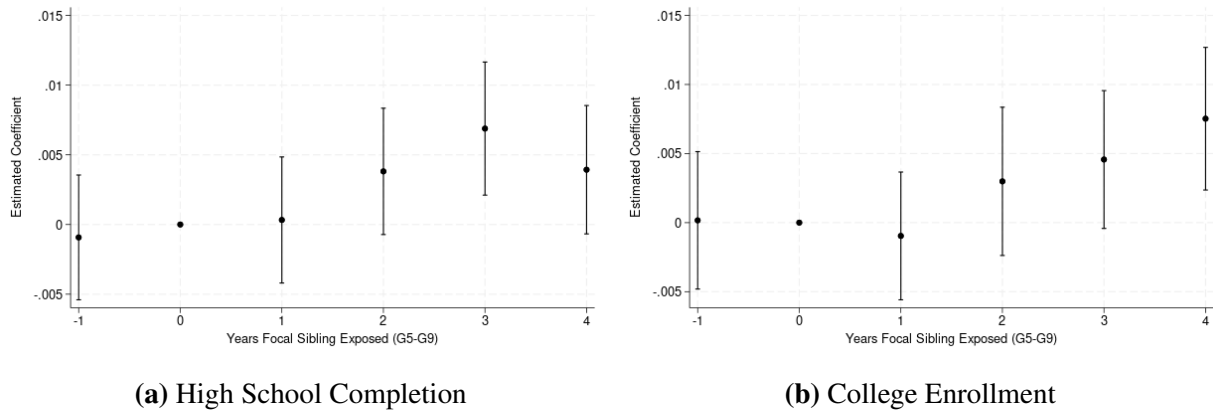 .015
.01
.005
0
-.005
Estimated Coefficient
-1 0 1 2 3 4
Years Focal Sibling Exposed (G5-G9)
(a) High School Completion
.015
.01
.005
0
-.005
Estimated Coefficient
-1 0 1 2 3 4
Years Focal Sibling Exposed (G5-G9)
(b) College Enrollment